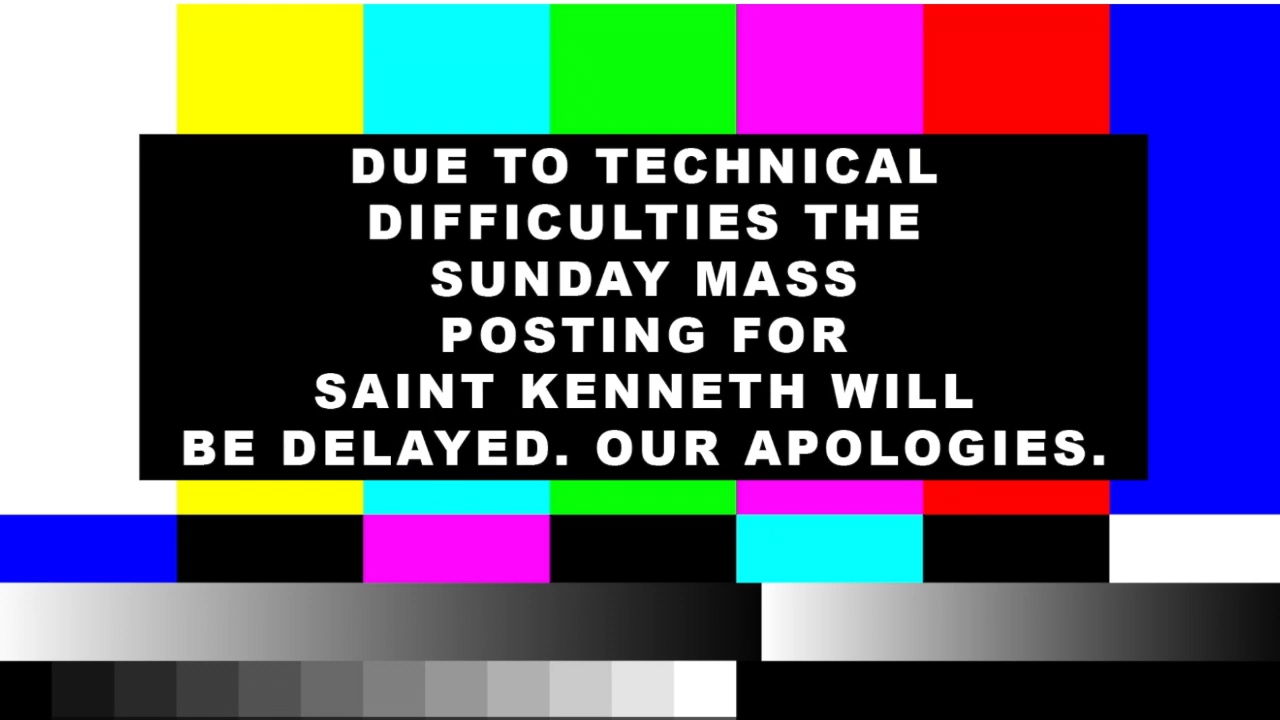 DUE TO TECHNICAL
DIFFICULTIES THE
SUNDAY MASS
POSTING FOR
SAINT KENNETH WILL
BE DELAYED. OUR APOLOGIES.